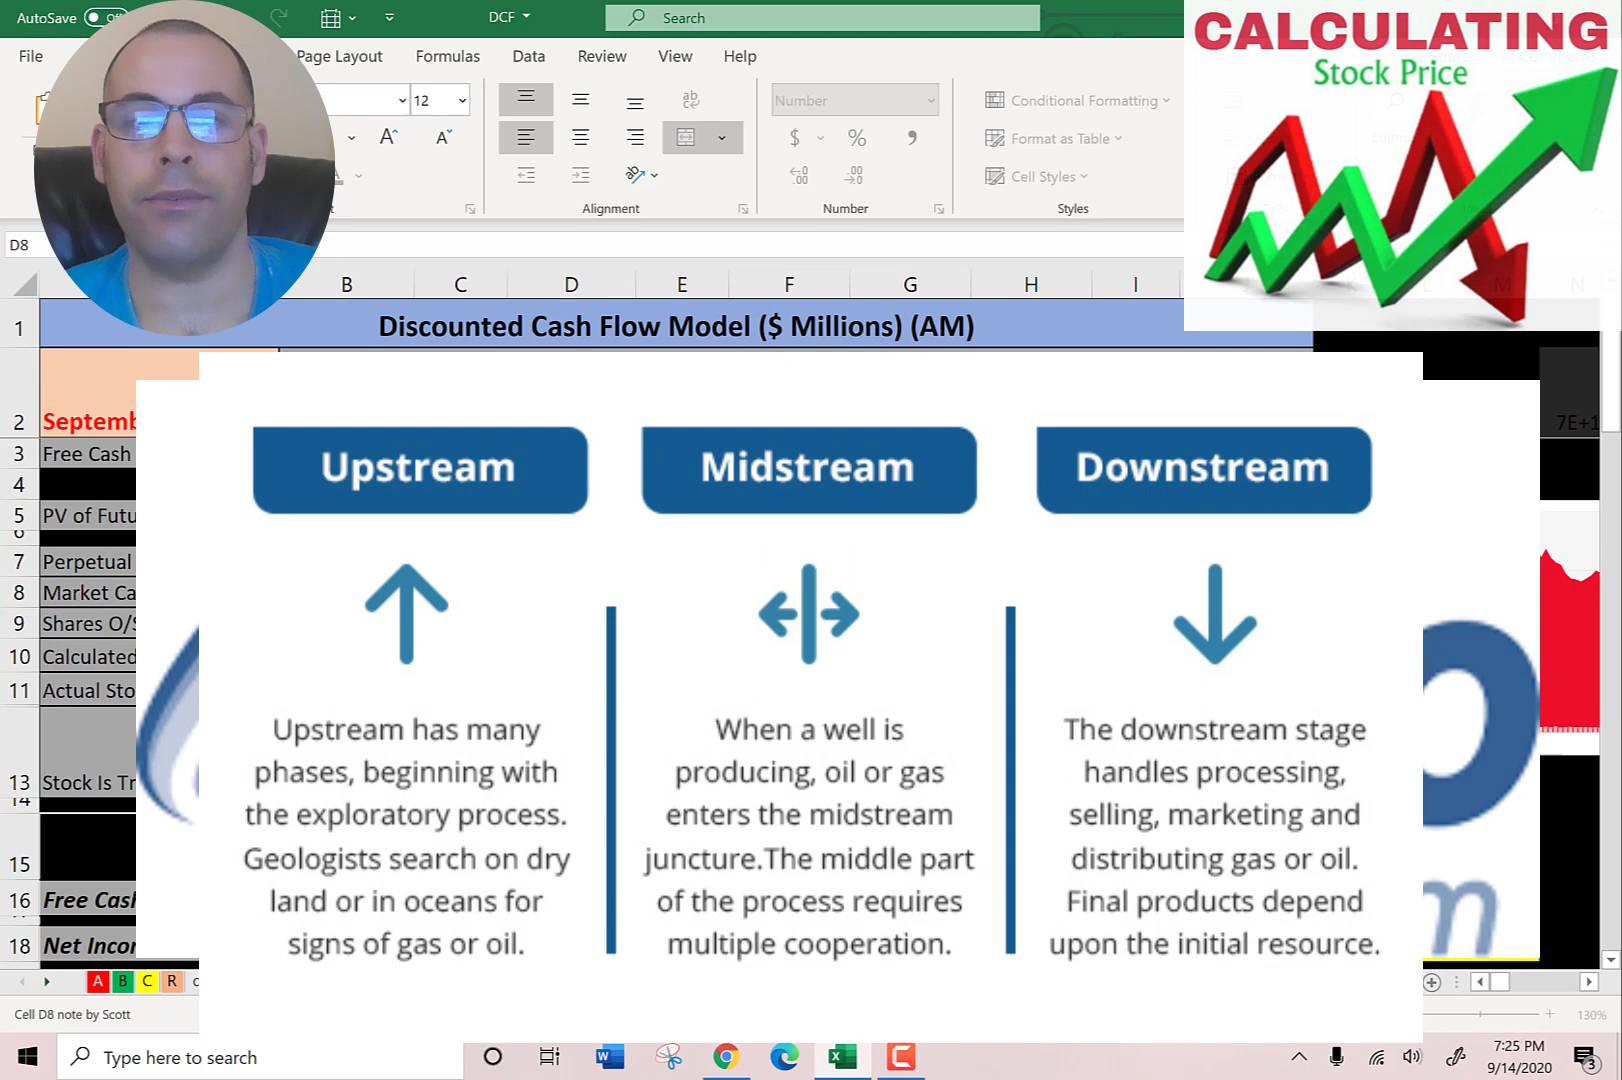 AutoSave Off
DCF
Search
CALCULATING
Stock Price
File
Page Layout
Formulas
Data
Review
View
Help
12
Number
Conditional Formatting
Format as Table
Cell Styles
Alignment
Number
Styles
D8
B C D E F G H I M N
1 Discounted Cash Flow Model ($ Millions) (AM)
2 Septemb
7E+1
3 Free Cash
4
5 PV of Futu
6
7 Perpetual
8 Market Ca
9 Shares O/S
10 Calculated
11 Actual Sto
13 Stock Is Tr
14
15
16 Free Cash
18 Net Incor
Upstream
Upstream has many
phases, beginning with
the exploratory process.
Geologists search on dry
land or in oceans for
signs of gas or oil.
Midstream
When a well is
producing, oil or gas
enters the midstream
juncture.The middle part
of the process requires
multiple cooperation.
Downstream
The downstream stage
handles processing,
selling, marketing and
distributing gas or oil.
Final products depend
upon the initial resource.
m
A B C R
Cell D8 note by Scott
130%
Type here to search
7:25 PM
9/14/2020
3